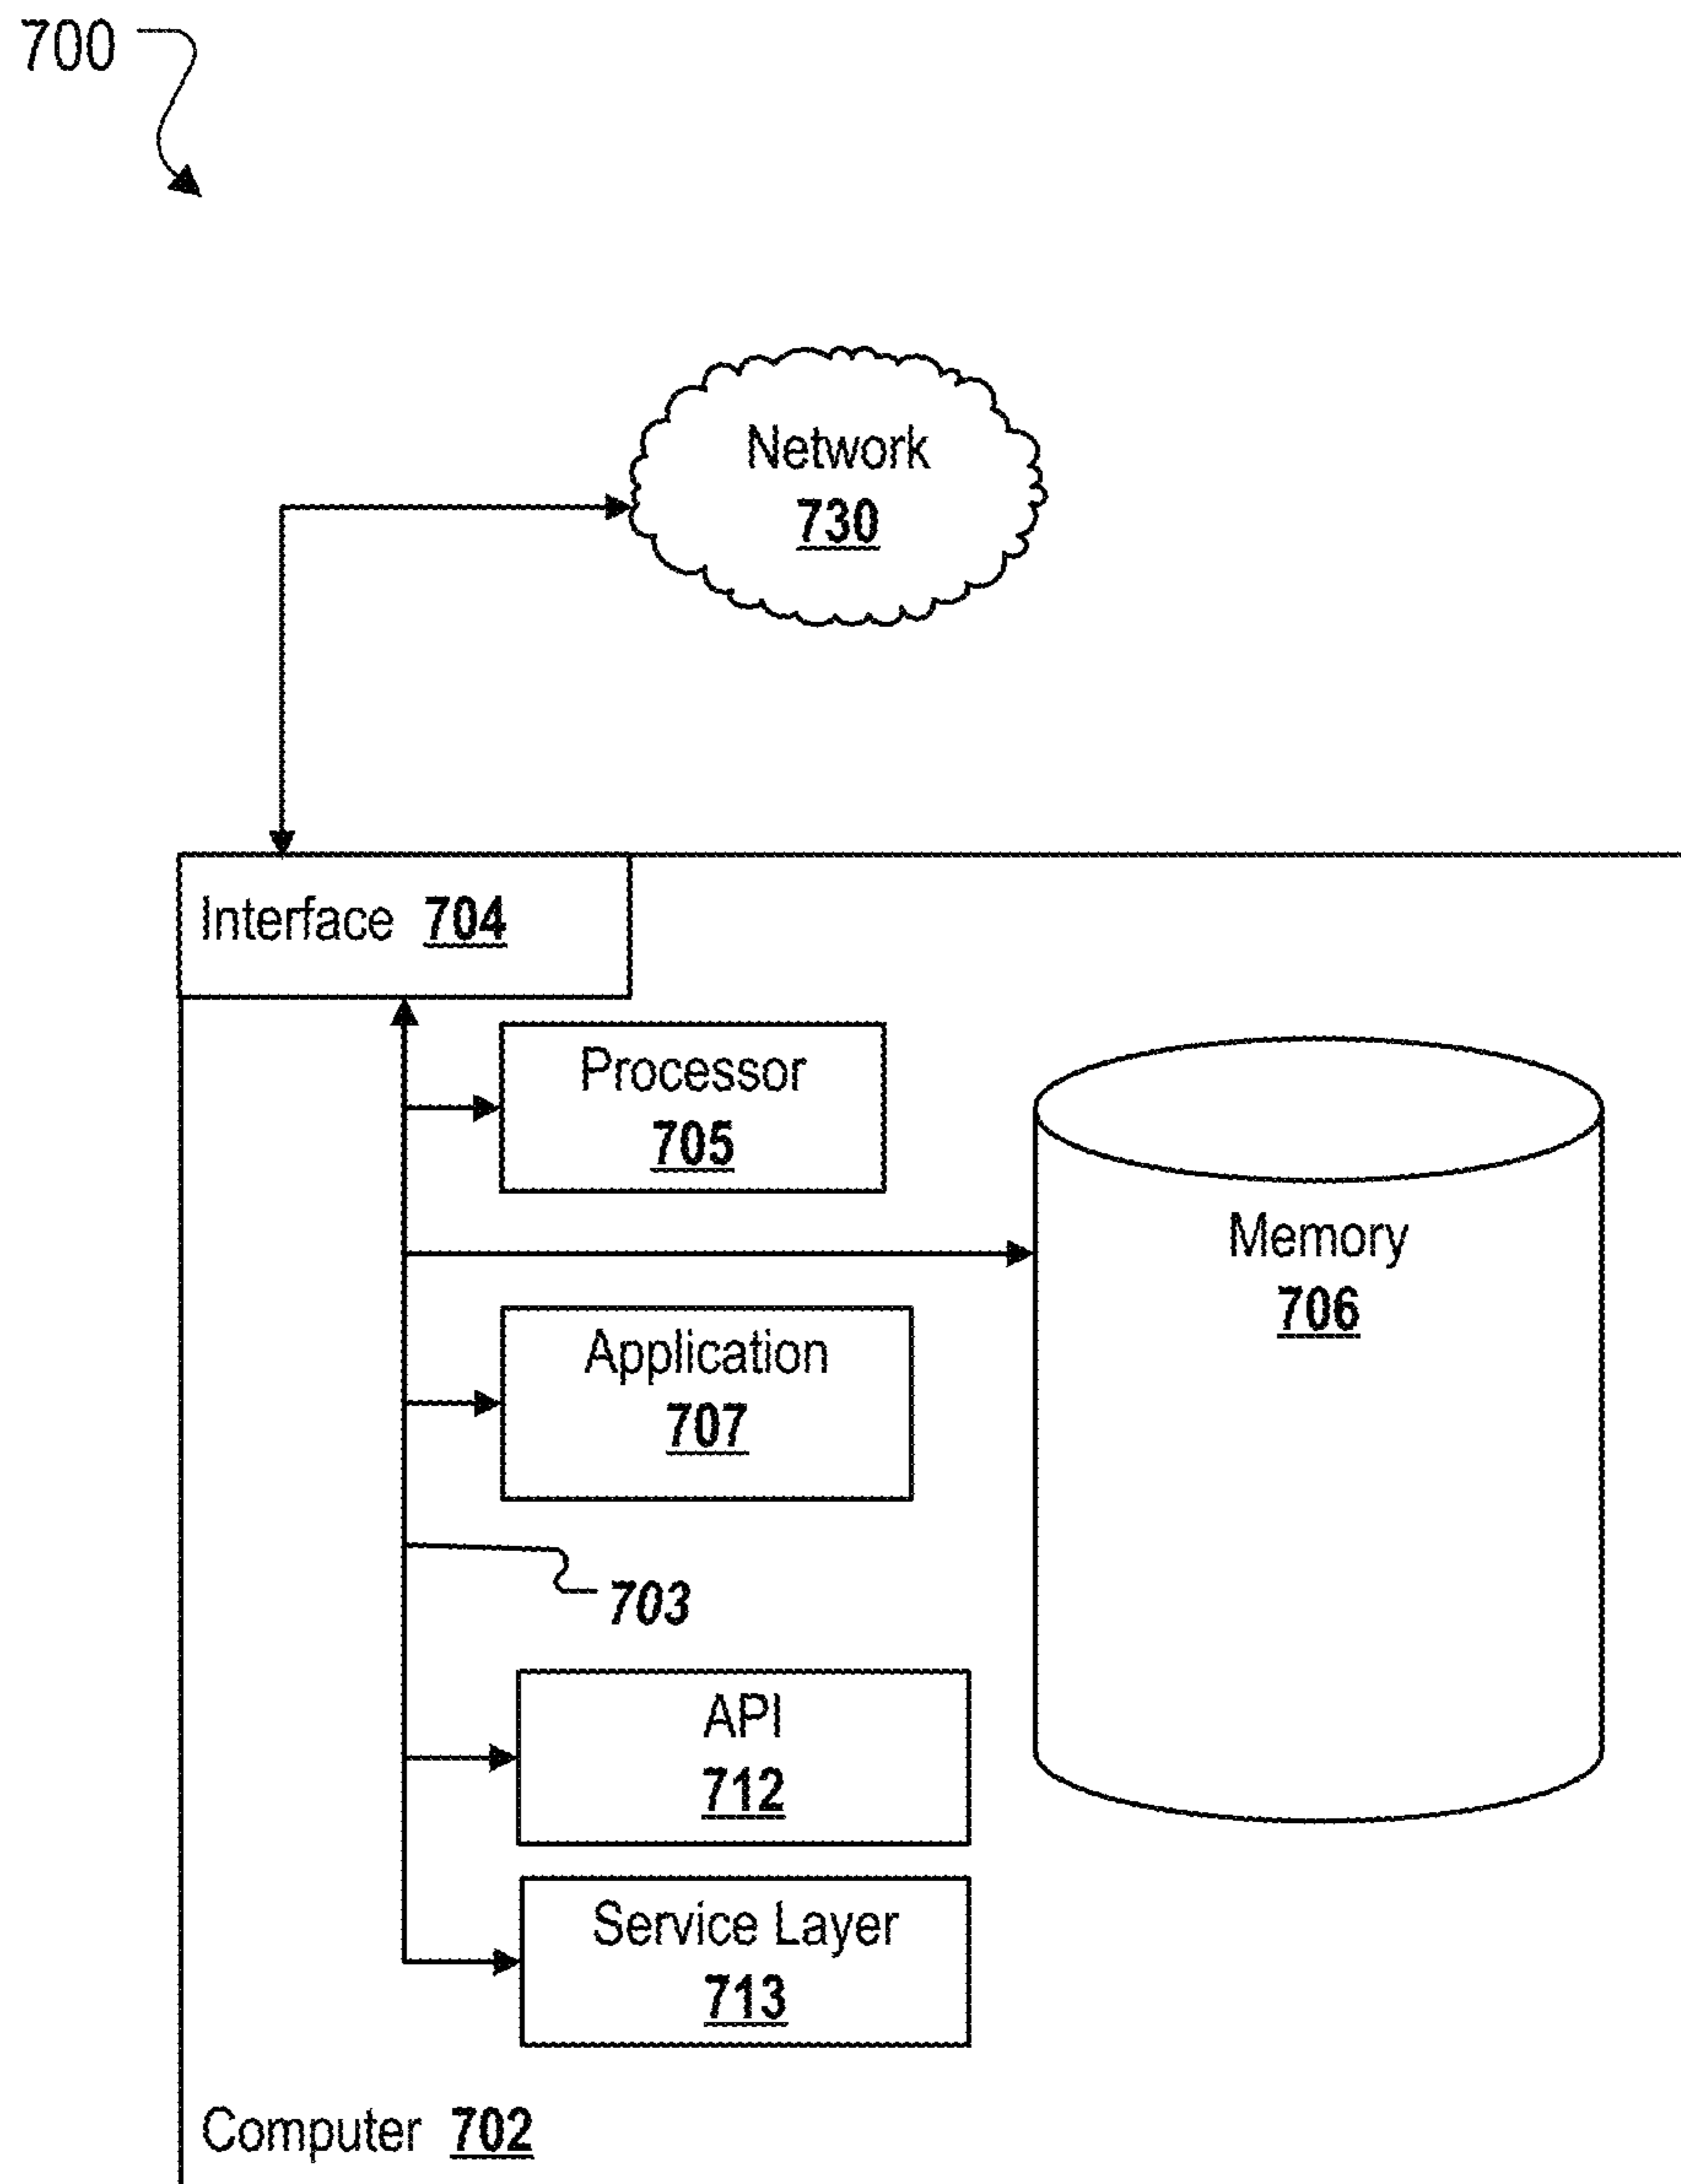 700
Network
730
Interface 704
Processor
705
Memory
706
Application
707
703
API
712
Service Layer
713
Computer 702